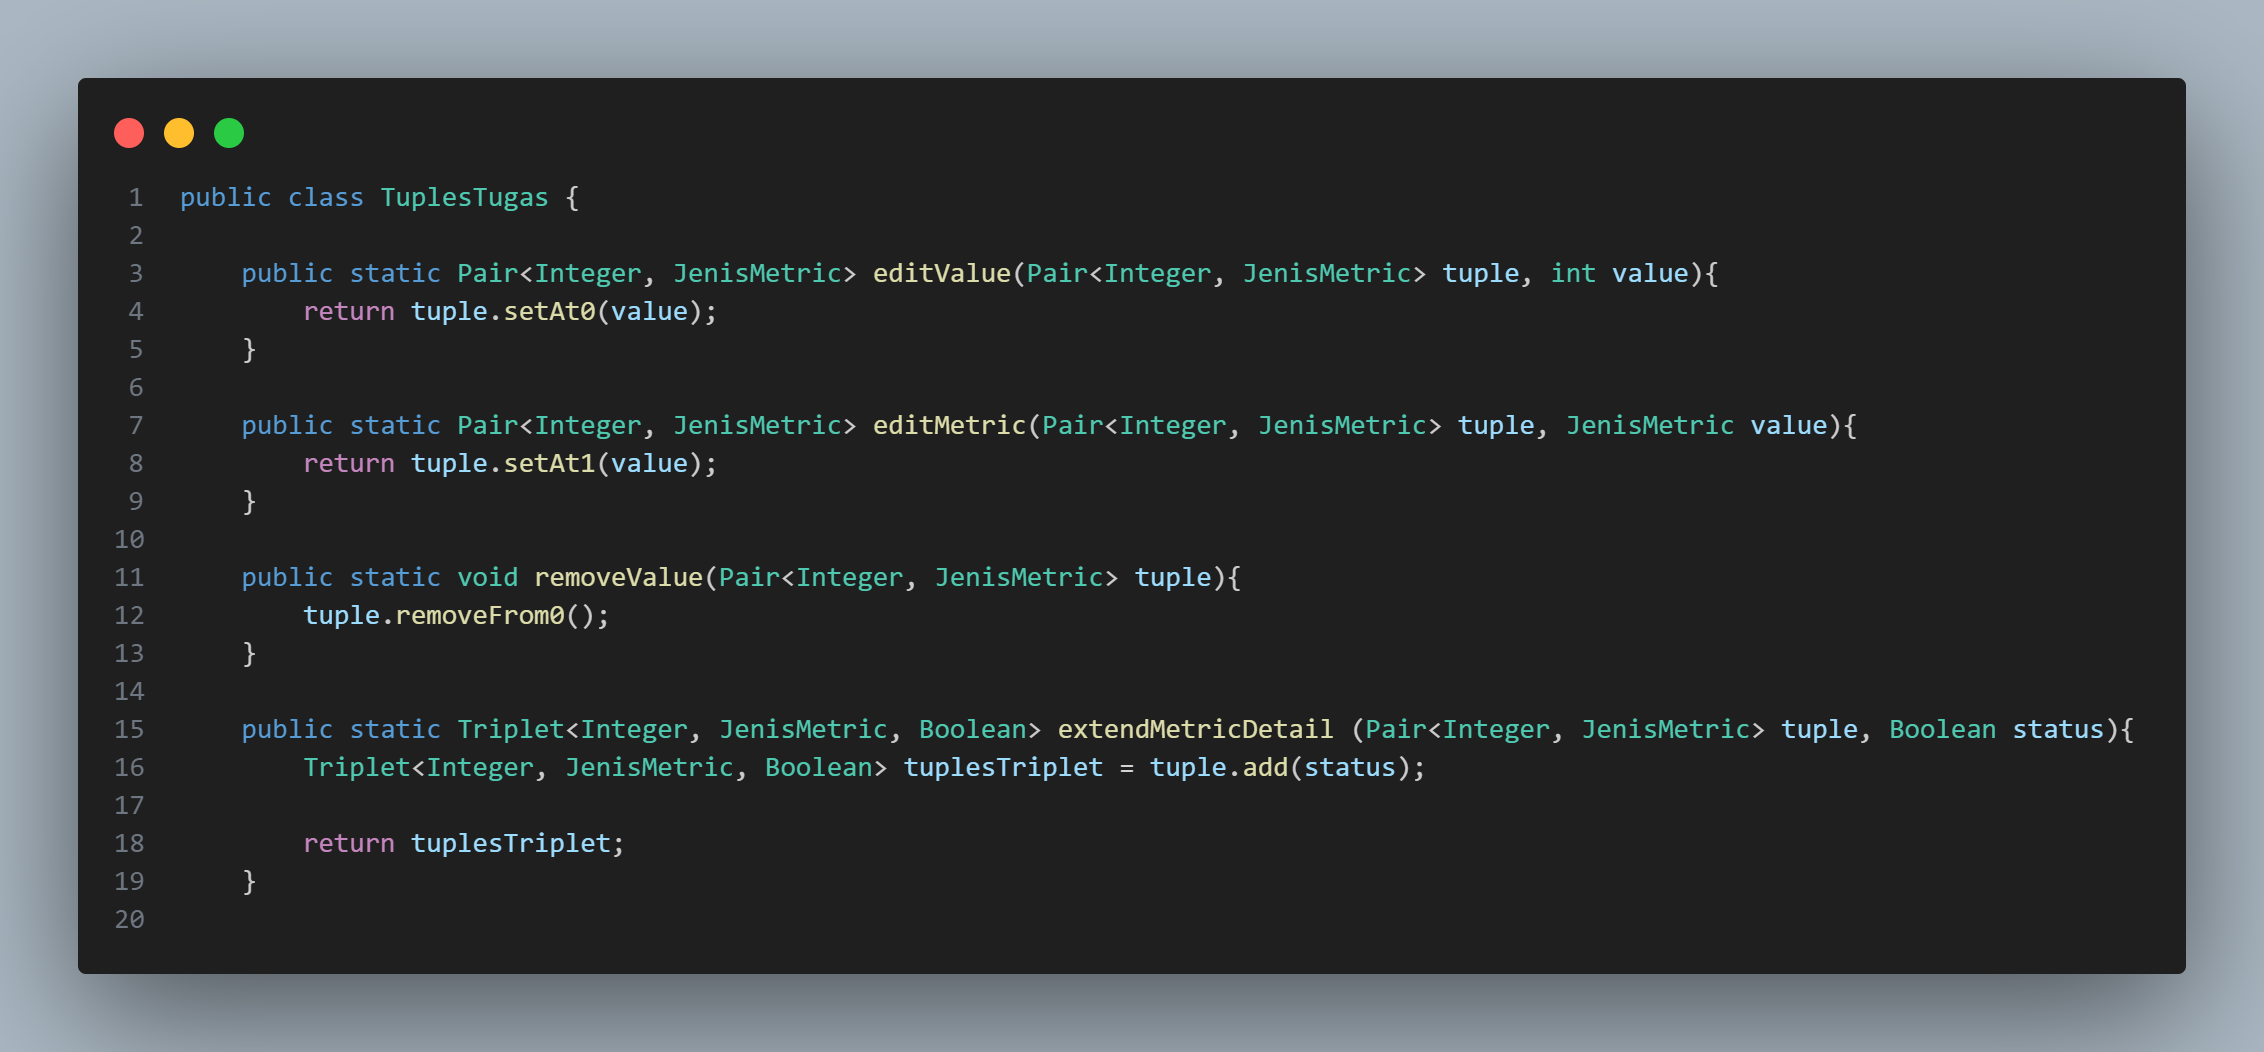 1 public class TuplesTugas {
2
3     public static Pair<Integer, JenisMetric> editValue(Pair<Integer, JenisMetric> tuple, int value){
4         return tuple.setAt0(value);
5     }
6
7     public static Pair<Integer, JenisMetric> editMetric(Pair<Integer, JenisMetric> tuple, JenisMetric value){
8         return tuple.setAt1(value);
9     }
10
11     public static void removeValue(Pair<Integer, JenisMetric> tuple){
12         tuple.removeFrom0();
13     }
14
15     public static Triplet<Integer, JenisMetric, Boolean> extendMetricDetail (Pair<Integer, JenisMetric> tuple, Boolean status){
16         Triplet<Integer, JenisMetric, Boolean> tuplesTriplet = tuple.add(status);
17
18         return tuplesTriplet;
19     }
20